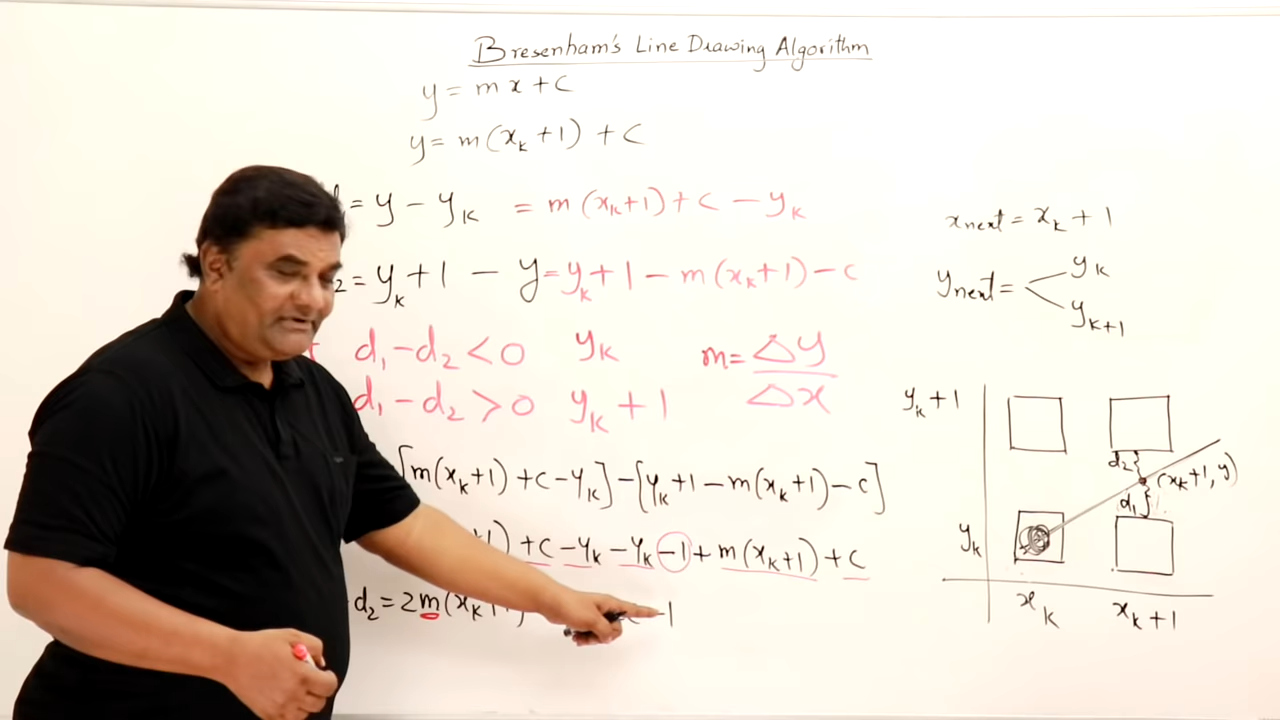 Bresenham's Line Drawing Algorithm
y = mx + c
y = m(xₖ+1) + c
= y − yₖ = m(xₖ+1) + c − yₖ
₂ = yₖ+1 − y = yₖ+1 − m(xₖ+1) − c
d₁−d₂ < 0 yₖ
d₁−d₂ > 0 yₖ+1
m = Δy/Δx
[m(xₖ+1) + c − yₖ] − [yₖ+1 − m(xₖ+1) − c]
+1) + c − yₖ − yₖ −1 + m(xₖ+1) + c
d₂ = 2m(xₖ+ −1
xnext = xₖ + 1
ynext = yₖ
yₖ₊₁
yₖ+1
d₂
(xₖ+1, y)
d₁
yₖ
xₖ xₖ+1